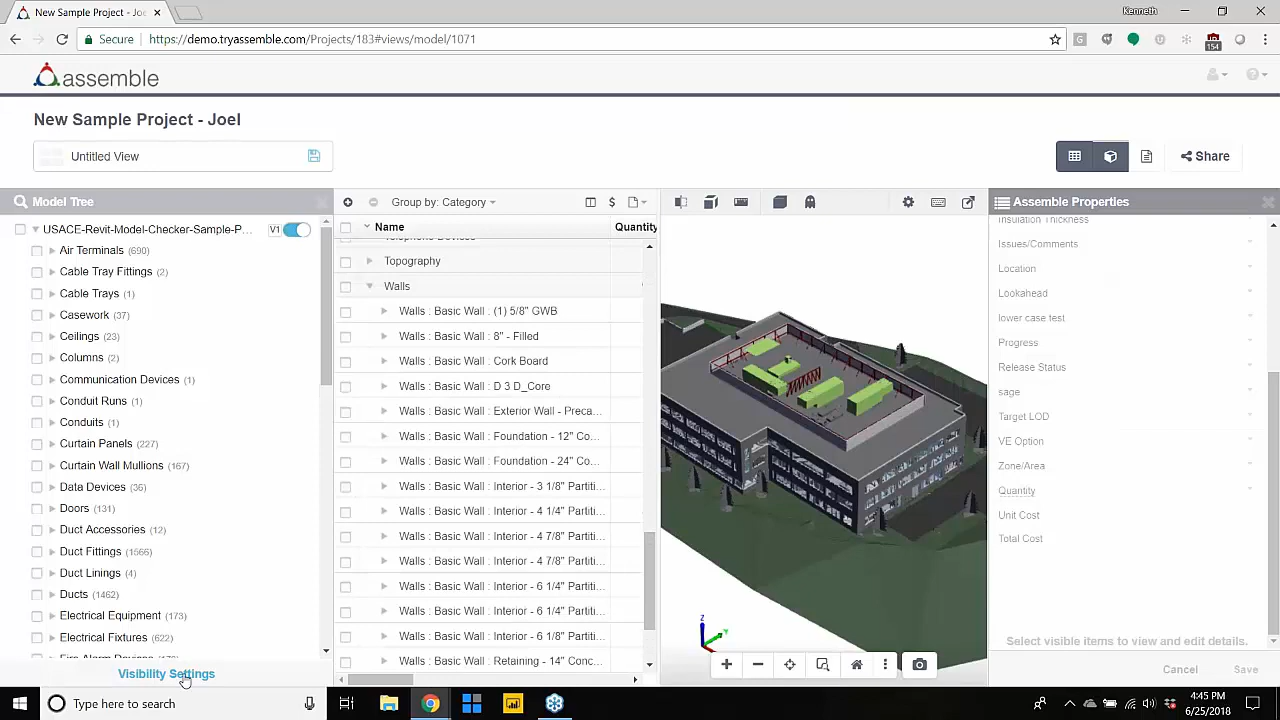 New Sample Project - Joe
Kenneth
Secure
https://demo.tryassemble.com/Projects/183#views/model/1071
154
assemble
New Sample Project - Joel
Untitled View
Share
Model Tree
Group by: Category
$
Assemble Properties
USACE-Revit-Model-Checker-Sample-P...
V1
Air Terminals (690)
Cable Tray Fittings (2)
Cable Trays (1)
Casework (37)
Ceilings (23)
Columns (2)
Communication Devices (1)
Conduit Runs (1)
Conduits (1)
Curtain Panels (227)
Curtain Wall Mullions (167)
Data Devices (36)
Doors (131)
Duct Accessories (12)
Duct Fittings (1566)
Duct Linings (4)
Ducts (1462)
Electrical Equipment (173)
Electrical Fixtures (622)
Visibility Settings
Name
Quantity
Telephone Devices
Topography
Walls
Walls : Basic Wall : (1) 5/8" GWB
Walls : Basic Wall : 8" - Filled
Walls : Basic Wall : Cork Board
Walls : Basic Wall : D 3 D_Core
Walls : Basic Wall : Exterior Wall - Preca...
Walls : Basic Wall : Foundation - 12" Co...
Walls : Basic Wall : Foundation - 24" Co...
Walls : Basic Wall : Interior - 3 1/8" Partiti...
Walls : Basic Wall : Interior - 4 1/4" Partiti...
Walls : Basic Wall : Interior - 4 7/8" Partiti...
Walls : Basic Wall : Interior - 4 7/8" Partiti...
Walls : Basic Wall : Interior - 6 1/4" Partiti...
Walls : Basic Wall : Interior - 6 1/4" Partiti...
Walls : Basic Wall : Interior - 6 1/8" Partiti...
Walls : Basic Wall : Retaining - 14" Conc...
Z
Y
Insulation Thickness
Issues/Comments
Location
Lookahead
lower case test
Progress
Release Status
sage
Target LOD
VE Option
Zone/Area
Quantity
Unit Cost
Total Cost
Select visible items to view and edit details.
Cancel
Save
Type here to search
4:45 PM
6/25/2018